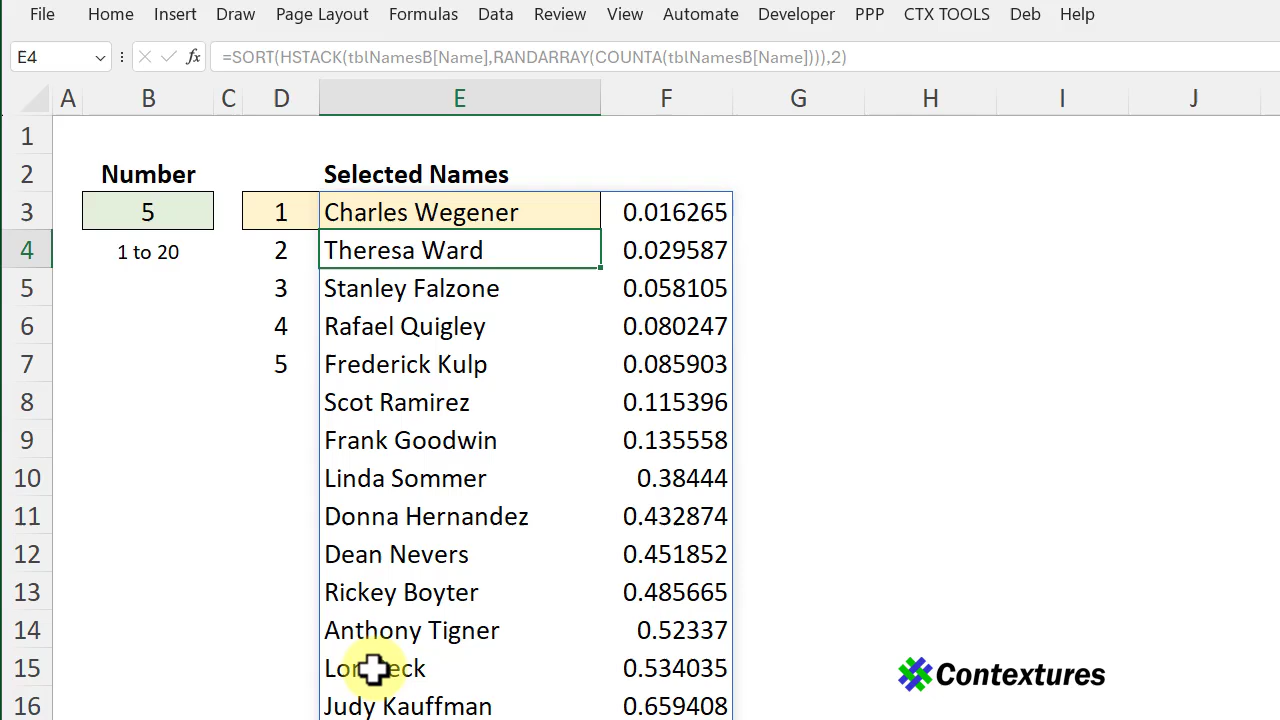 File Home Insert Draw Page Layout Formulas Data Review View Automate Developer PPP CTX TOOLS Deb Help
E4 fx =SORT(HSTACK(tblNamesB[Name],RANDARRAY(COUNTA(tblNamesB[Name]))),2)
A B C D E F G H I J
1
2 Number Selected Names
3 5 1 Charles Wegener 0.016265
4 1 to 20 2 Theresa Ward 0.029587
5 3 Stanley Falzone 0.058105
6 4 Rafael Quigley 0.080247
7 5 Frederick Kulp 0.085903
8 Scot Ramirez 0.115396
9 Frank Goodwin 0.135558
10 Linda Sommer 0.38444
11 Donna Hernandez 0.432874
12 Dean Nevers 0.451852
13 Rickey Boyter 0.485665
14 Anthony Tigner 0.52337
15 0.534035
16 Judy Kauffman 0.659408
Contextures